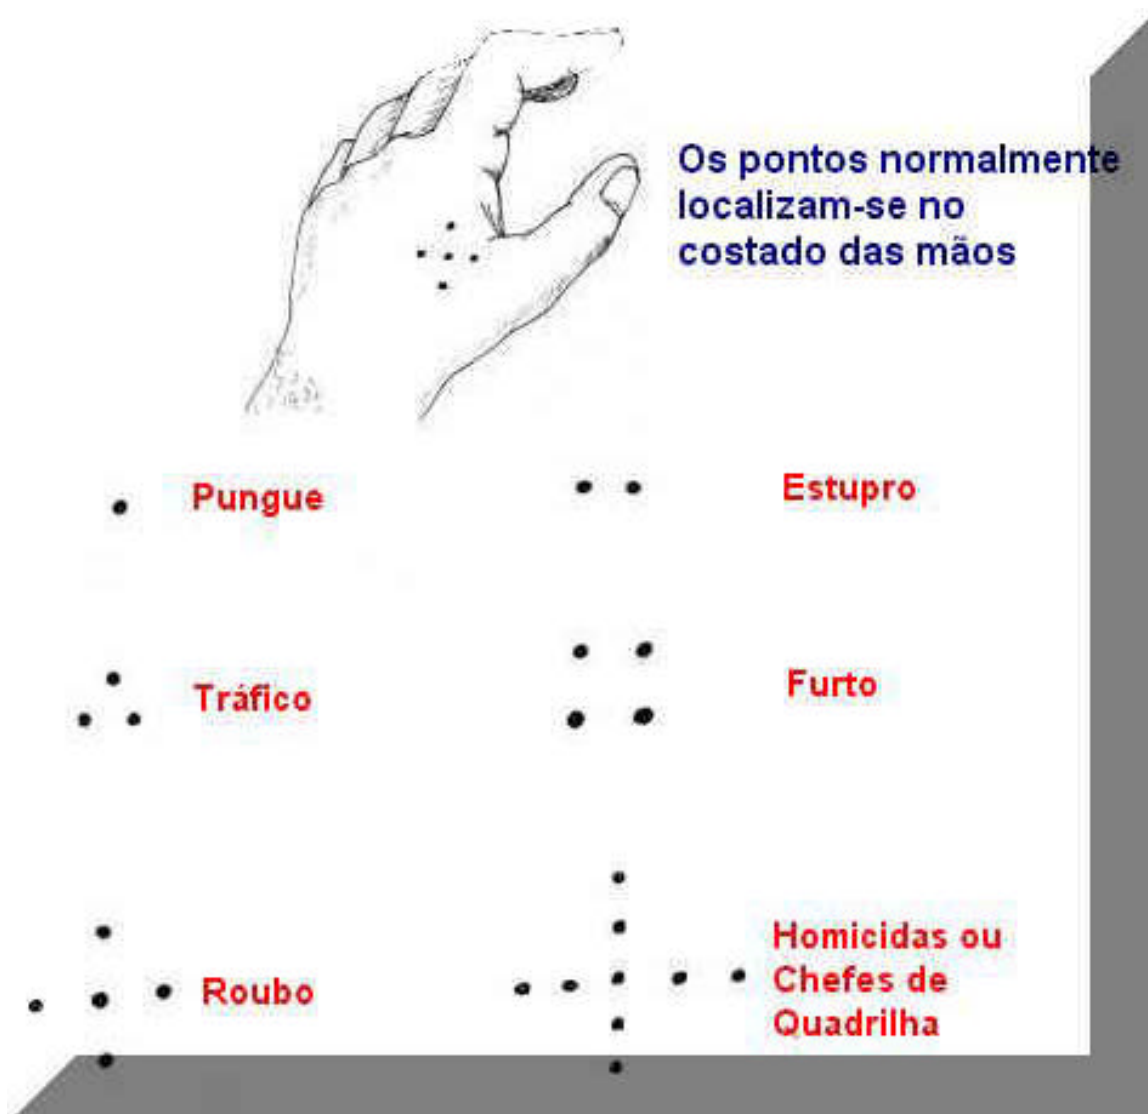 Os pontos normalmente
localizam-se no
costado das mãos
Pungue
Estupro
Tráfico
Furto
Roubo
Homicidas ou
Chefes de
Quadrilha